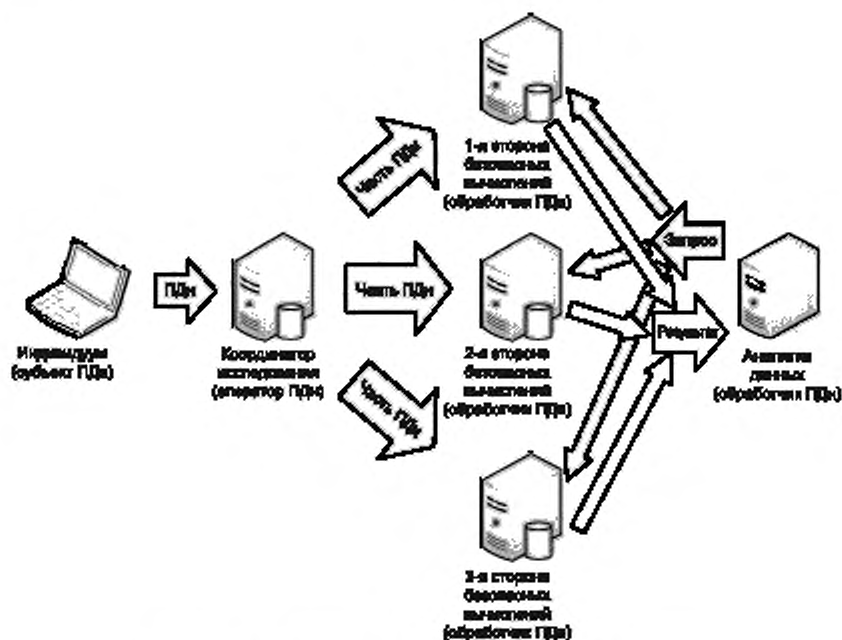 1-я сторона
безопасных
вычислений
(обработчик ПДн)
Часть ПДн
Запрос
ПДн
Часть ПДн
Результат
Индивидуум
(субъект ПДн)
Координатор
исследования
(оператор ПДн)
2-я сторона
безопасных
вычислений
(обработчик ПДн)
Аналитик
данных
(обработчик ПДн)
Часть ПДн
3-я сторона
безопасных
вычислений
(обработчик ПДн)